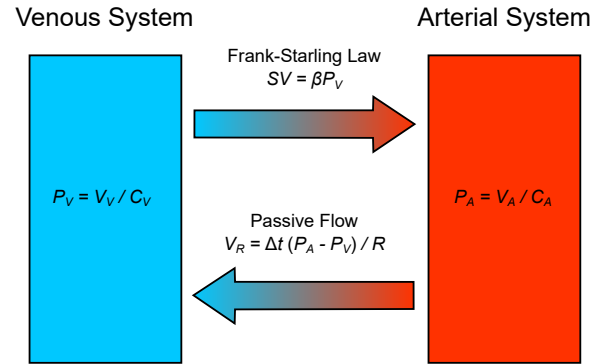 Venous System
Arterial System
Frank-Starling Law
SV = βP_V
P_V = V_V / C_V
P_A = V_A / C_A
Passive Flow
V_R = Δt (P_A - P_V) / R